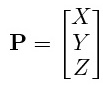 P = [X
Y
Z]